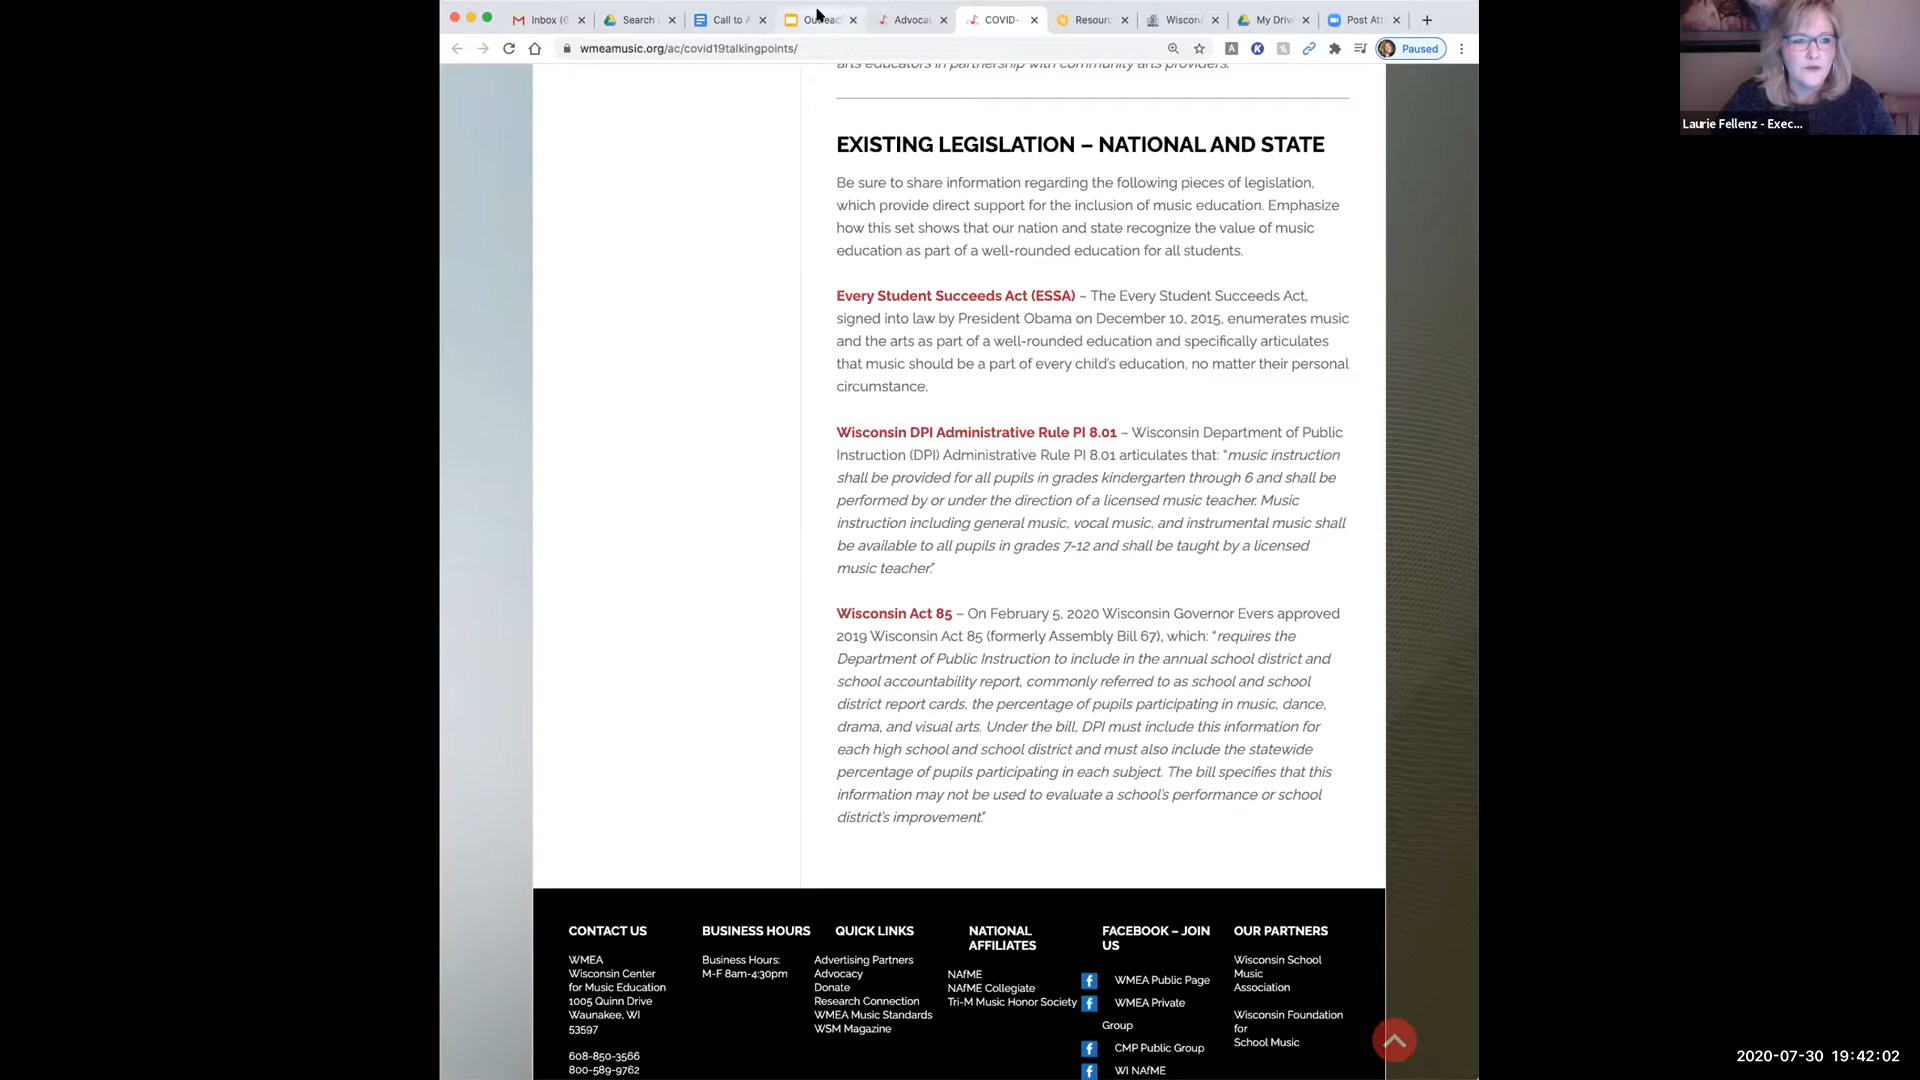 Inbox (6
Search
Call to A
Outreac
Advocac
COVID-
Resourc
Wiscons
My Driv
Post Att
wmeamusic.org/ac/covid19talkingpoints/
Paused
arts educators in partnership with community arts providers.
EXISTING LEGISLATION – NATIONAL AND STATE
Be sure to share information regarding the following pieces of legislation,
which provide direct support for the inclusion of music education. Emphasize
how this set shows that our nation and state recognize the value of music
education as part of a well-rounded education for all students.
Every Student Succeeds Act (ESSA) – The Every Student Succeeds Act,
signed into law by President Obama on December 10, 2015, enumerates music
and the arts as part of a well-rounded education and specifically articulates
that music should be a part of every child's education, no matter their personal
circumstance.
Wisconsin DPI Administrative Rule PI 8.01 – Wisconsin Department of Public
Instruction (DPI) Administrative Rule PI 8.01 articulates that: “music instruction
shall be provided for all pupils in grades kindergarten through 6 and shall be
performed by or under the direction of a licensed music teacher. Music
instruction including general music, vocal music, and instrumental music shall
be available to all pupils in grades 7-12 and shall be taught by a licensed
music teacher.”
Wisconsin Act 85 – On February 5, 2020 Wisconsin Governor Evers approved
2019 Wisconsin Act 85 (formerly Assembly Bill 67), which: “requires the
Department of Public Instruction to include in the annual school district and
school accountability report, commonly referred to as school and school
district report cards, the percentage of pupils participating in music, dance,
drama, and visual arts. Under the bill, DPI must include this information for
each high school and school district and must also include the statewide
percentage of pupils participating in each subject. The bill specifies that this
information may not be used to evaluate a school's performance or school
district's improvement.”
CONTACT US
WMEA
Wisconsin Center
for Music Education
1005 Quinn Drive
Waunakee, WI
53597
608-850-3566
800-589-9762
BUSINESS HOURS
Business Hours:
M-F 8am-4:30pm
QUICK LINKS
Advertising Partners
Advocacy
Donate
Research Connection
WMEA Music Standards
WSM Magazine
NATIONAL
AFFILIATES
NAfME
NAfME Collegiate
Tri-M Music Honor Society
FACEBOOK – JOIN
US
WMEA Public Page
WMEA Private
Group
CMP Public Group
WI NAfME
OUR PARTNERS
Wisconsin School
Music
Association
Wisconsin Foundation
for
School Music
Laurie Fellenz - Exec...
2020-07-30 19:42:02